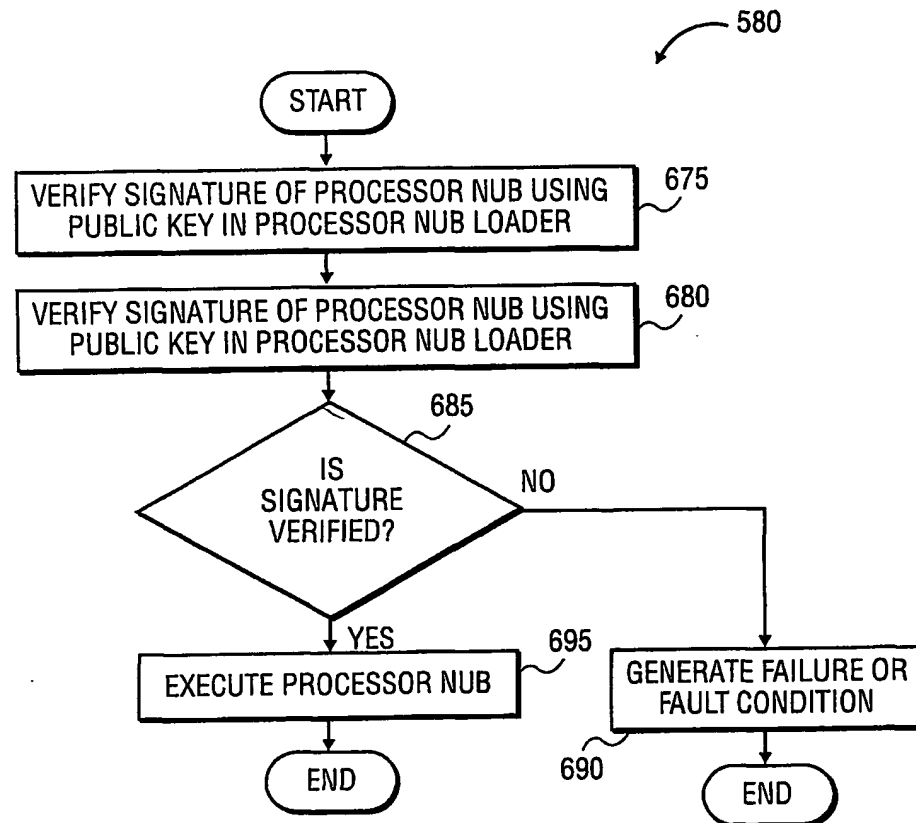 580
START
VERIFY SIGNATURE OF PROCESSOR NUB USING
PUBLIC KEY IN PROCESSOR NUB LOADER
675
VERIFY SIGNATURE OF PROCESSOR NUB USING
PUBLIC KEY IN PROCESSOR NUB LOADER
680
685
IS
SIGNATURE
VERIFIED?
NO
YES
695
EXECUTE PROCESSOR NUB
GENERATE FAILURE OR
FAULT CONDITION
690
END
END